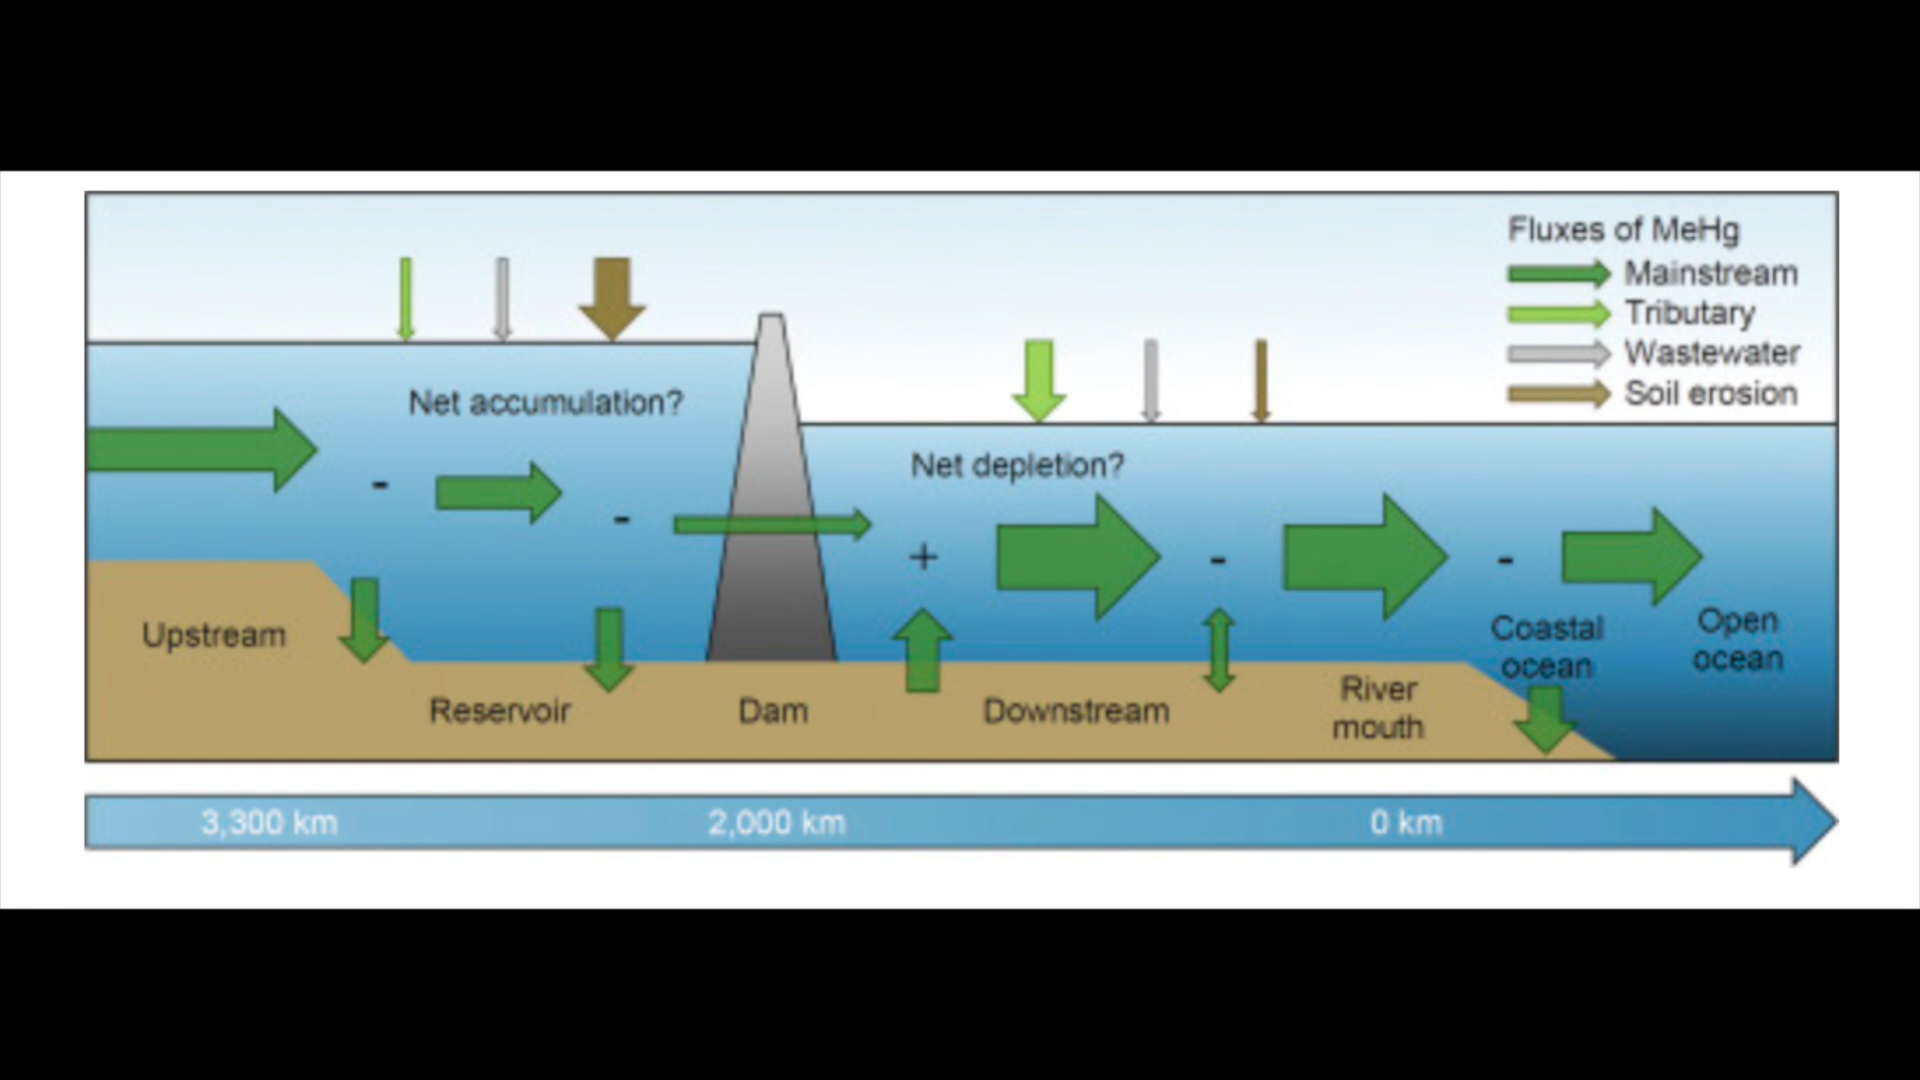 Fluxes of MeHg
Mainstream
Tributary
Wastewater
Soil erosion
Net accumulation?
Net depletion?
-
-
+
-
-
Upstream
Reservoir
Dam
Downstream
River
mouth
Coastal
ocean
Open
ocean
3,300 km
2,000 km
0 km